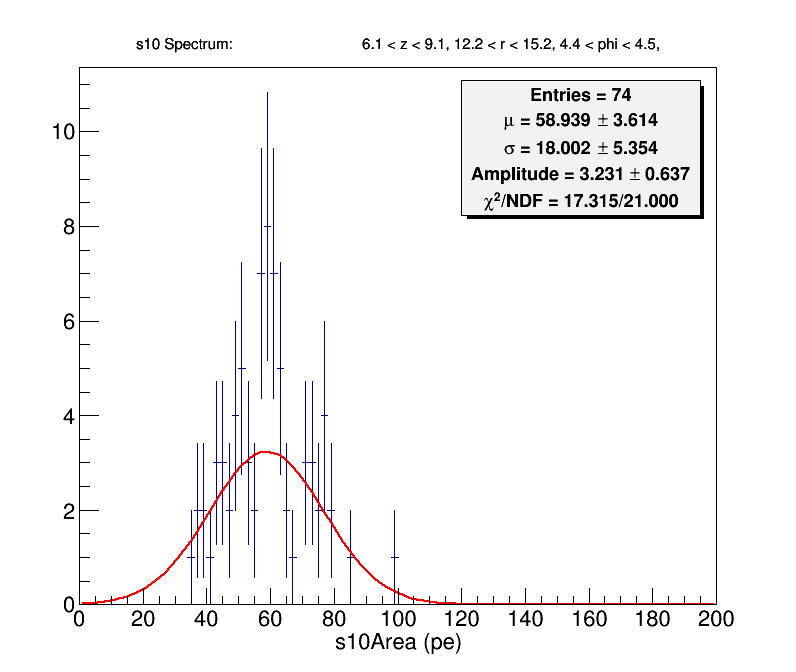 s10 Spectrum: 6.1 < z < 9.1, 12.2 < r < 15.2, 4.4 < phi < 4.5,
Entries = 74
μ = 58.939 ± 3.614
σ = 18.002 ± 5.354
Amplitude = 3.231 ± 0.637
χ²/NDF = 17.315/21.000
10
8
6
4
2
0
0 20 40 60 80 100 120 140 160 180 200
s10Area (pe)